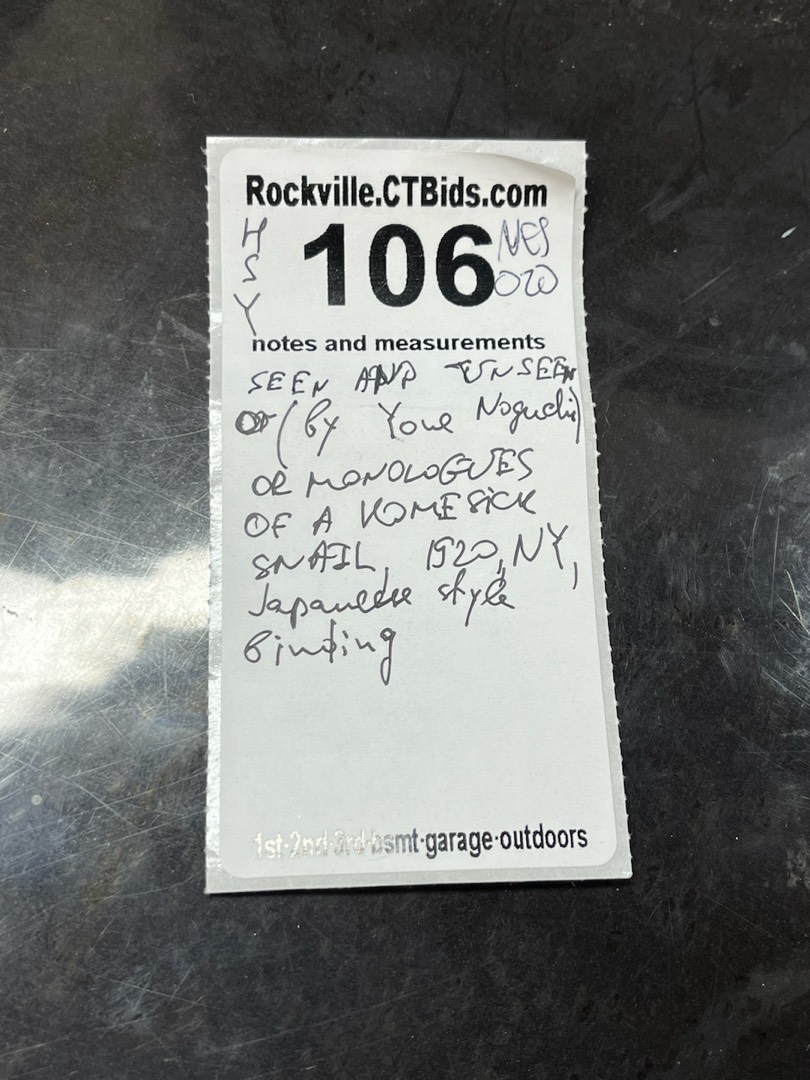 Rockville.CTBids.com
H
S
Y
106
NES
020
notes and measurements
SEEN AND UNSEEN
(by Yone Noguchi)
OR MONOLOGUES
OF A HOMESICK
SNAIL, 1920, NY,
Japanese style
Binding
1st·2nd·3rd·bsmt·garage·outdoors